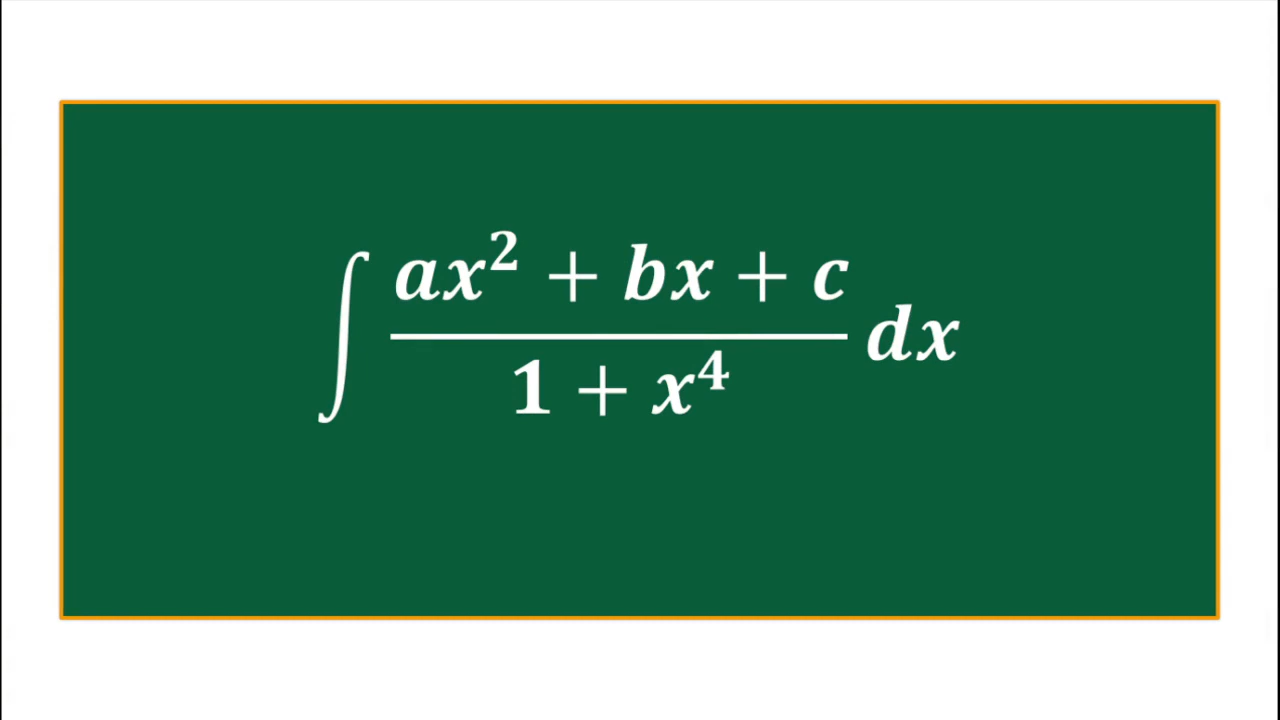 ∫ (ax² + bx + c)/(1 + x⁴) dx